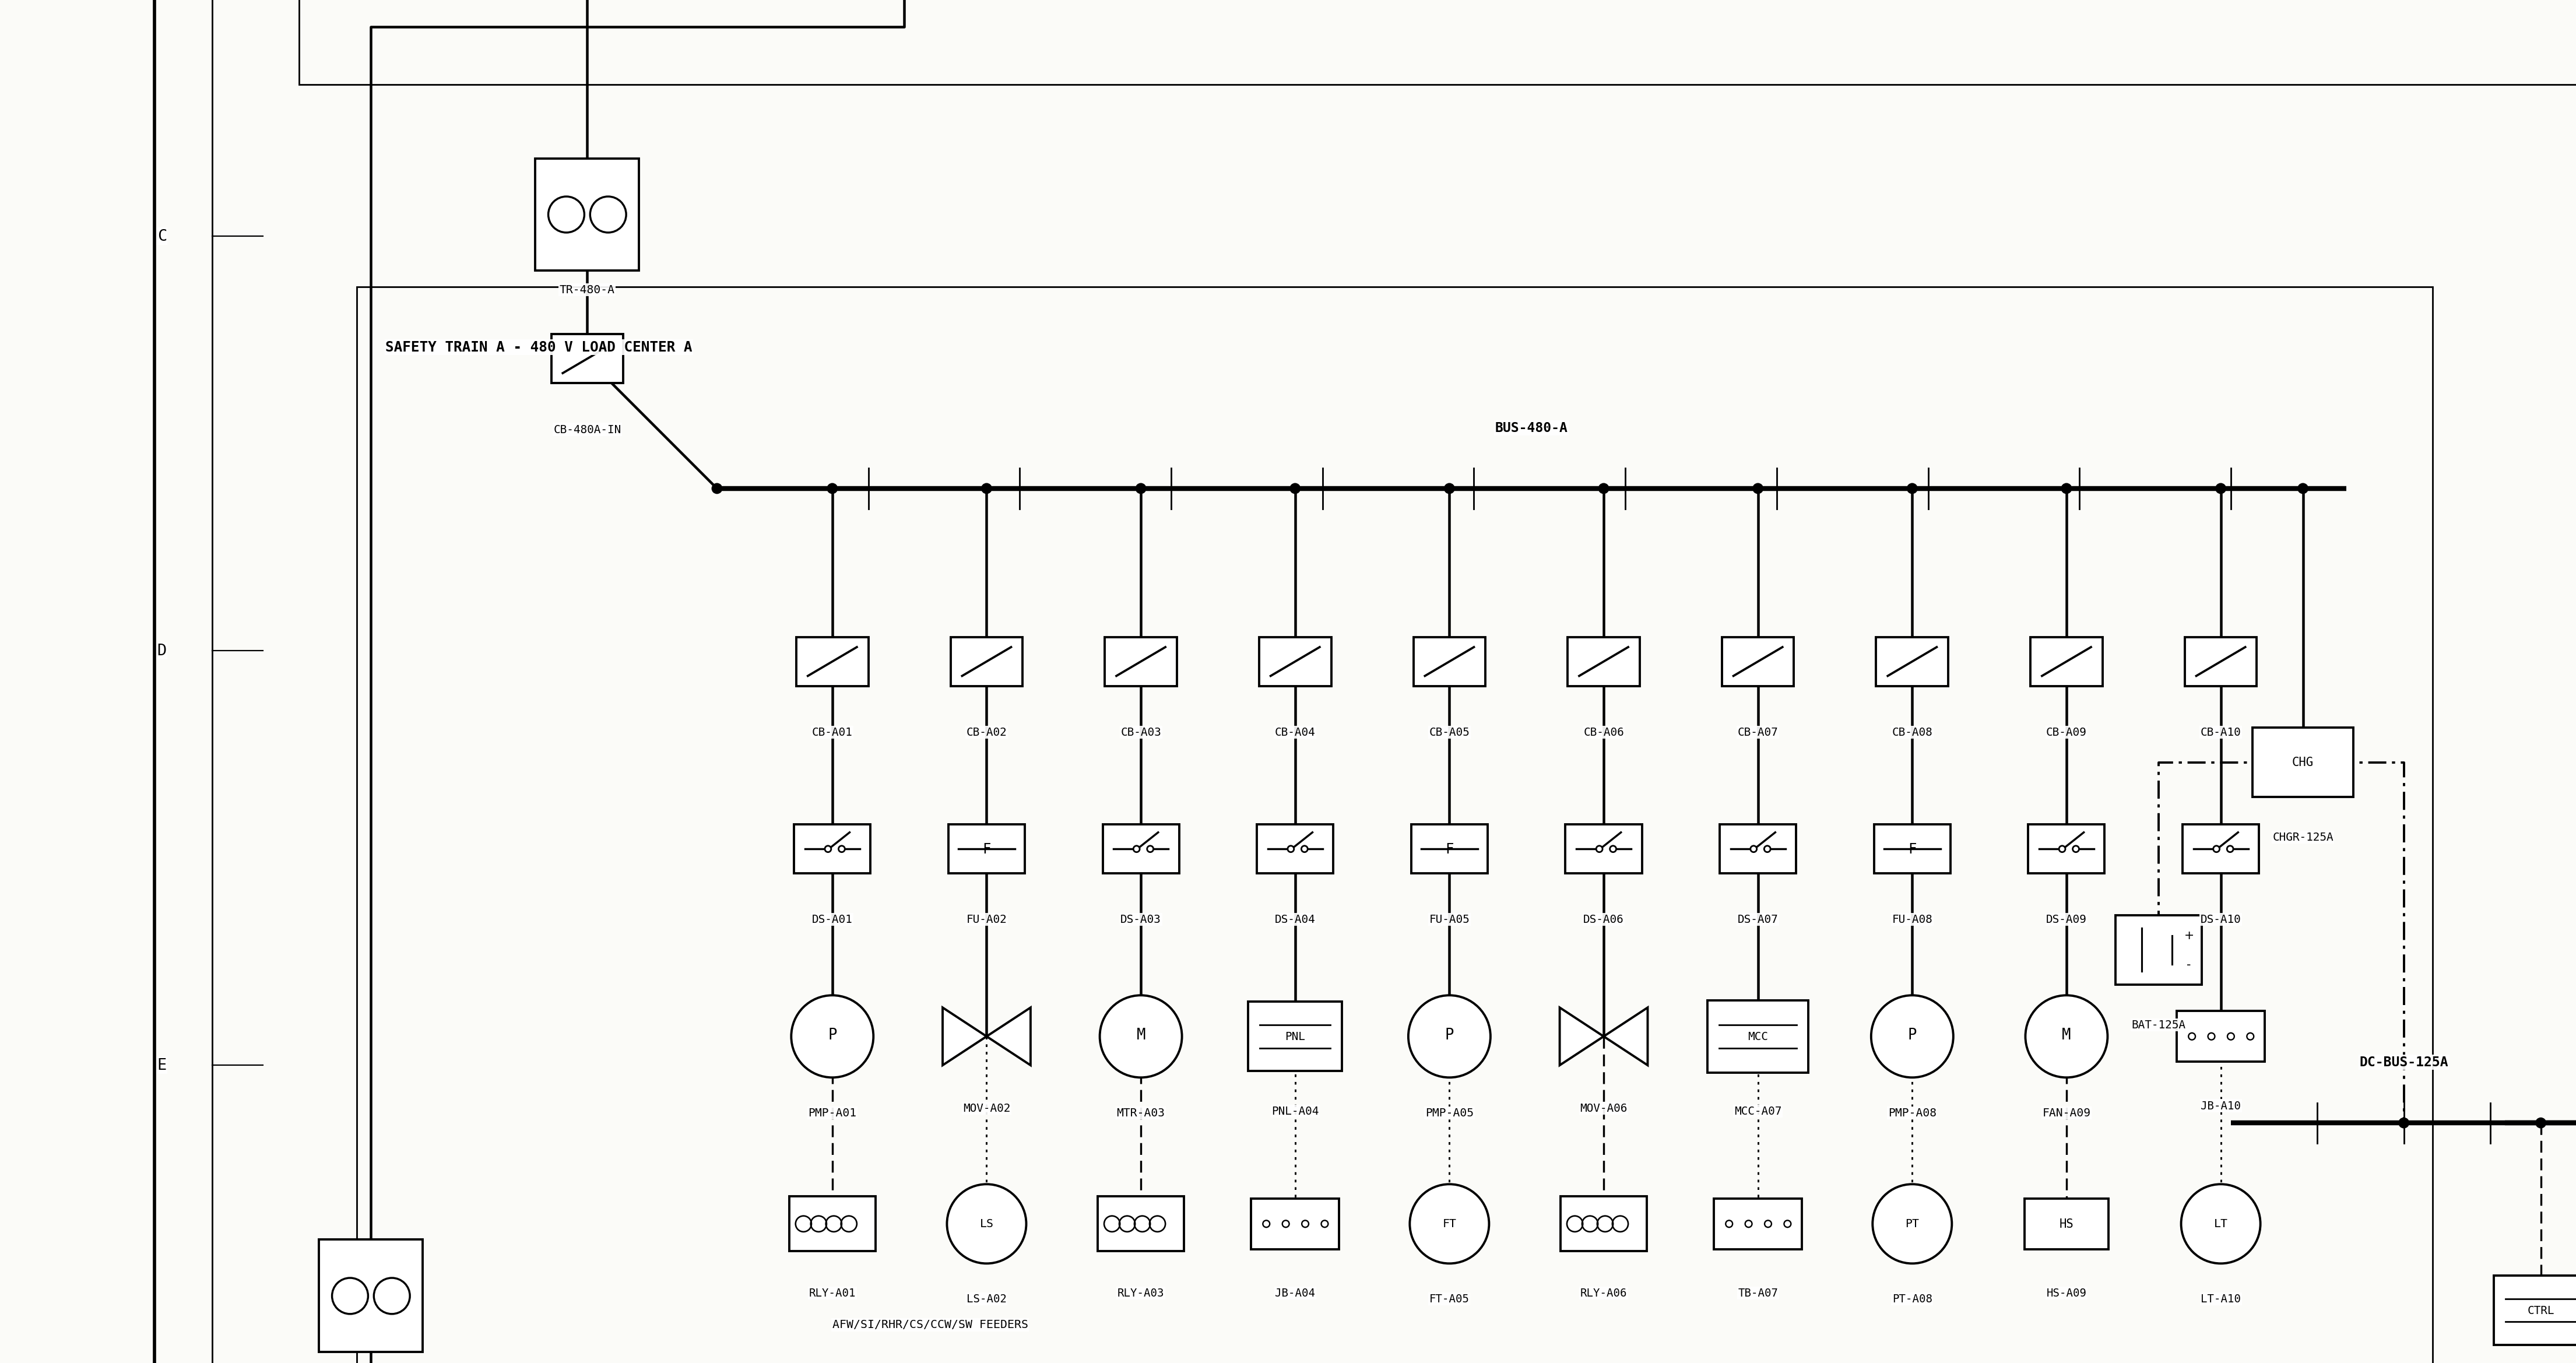 C
TR-480-A
SAFETY TRAIN A - 480 V LOAD CENTER A
CB-480A-IN
BUS-480-A
D
CB-A01 CB-A02 CB-A03 CB-A04 CB-A05 CB-A06 CB-A07 CB-A08 CB-A09 CB-A10
CHG
CHGR-125A
F F F
DS-A01 FU-A02 DS-A03 DS-A04 FU-A05 DS-A06 DS-A07 FU-A08 DS-A09 DS-A10
+
-
P M PNL P MCC P M
BAT-125A
E
DC-BUS-125A
PMP-A01 MOV-A02 MTR-A03 PNL-A04 PMP-A05 MOV-A06 MCC-A07 PMP-A08 FAN-A09 JB-A10
LS FT PT HS LT
RLY-A01 LS-A02 RLY-A03 JB-A04 FT-A05 RLY-A06 TB-A07 PT-A08 HS-A09 LT-A10
CTRL
AFW/SI/RHR/CS/CCW/SW FEEDERS